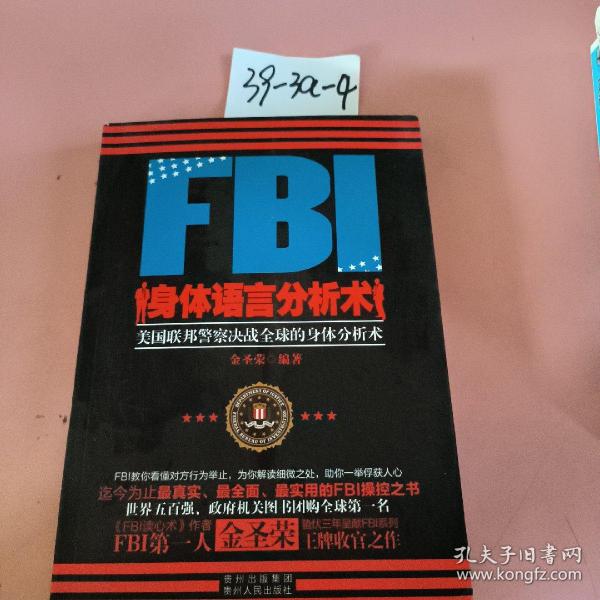 39-3a-4
FBI
身体语言分析术
美国联邦警察决战全球的身体分析术
金圣荣 编著
DEPARTMENT OF JUSTICE
FEDERAL BUREAU OF INVESTIGATION
FBI教你看懂对方行为举止，为你解读细微之处，助你一举俘获人心
迄今为止最真实、最全面、最实用的FBI操控之书
世界五百强，政府机关图书团购全球第一名
《FBI读心术》作者 金圣荣 蛰伏三年呈献FBI系列
FBI第一人 王牌收官之作
贵州出版集团
贵州人民出版社
孔夫子旧书网
www.kongfz.com